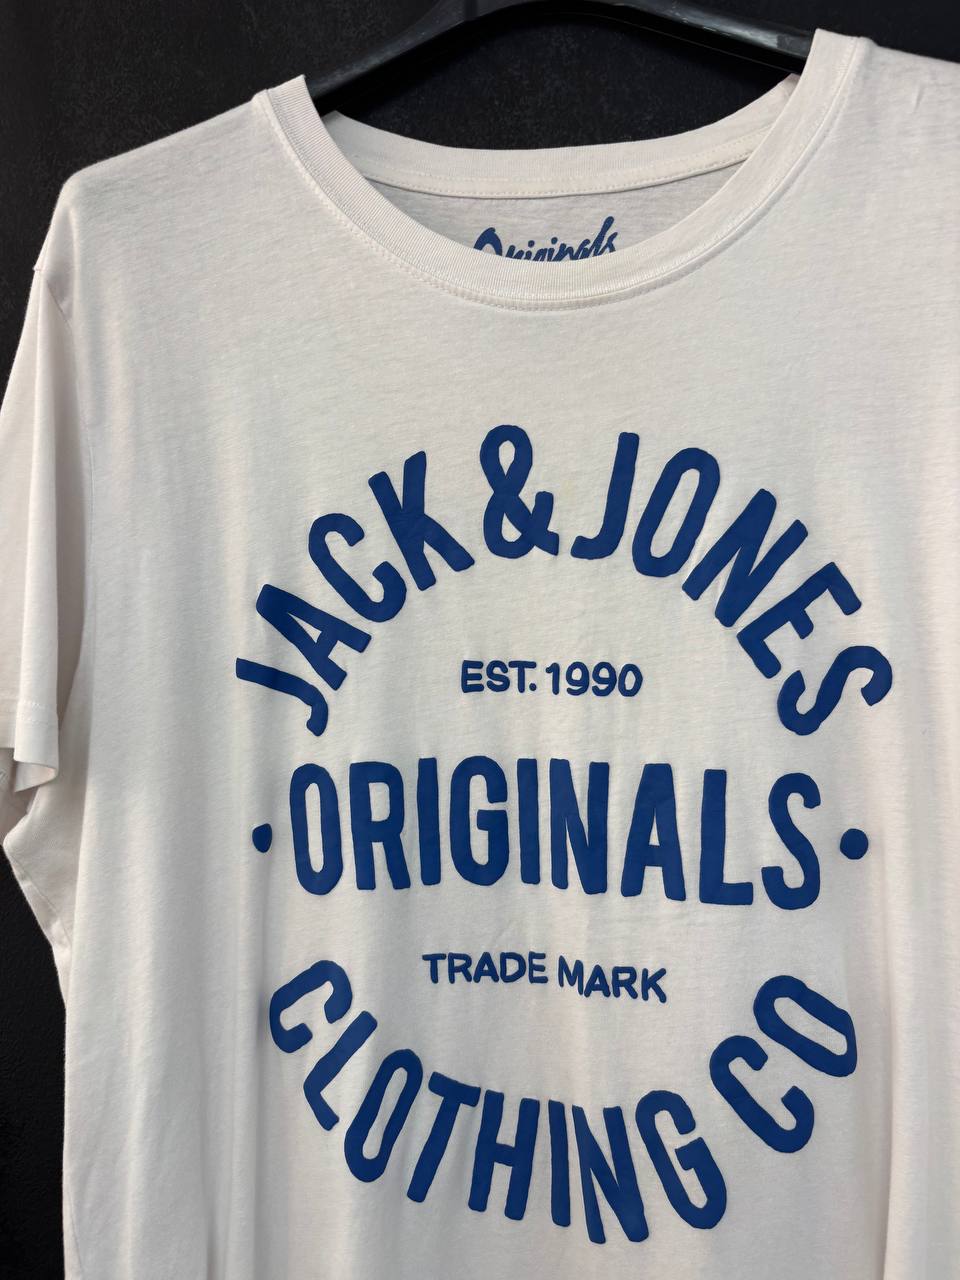 Originals
JACK & JONES
EST. 1990
• ORIGINALS •
TRADE MARK
CLOTHING CO